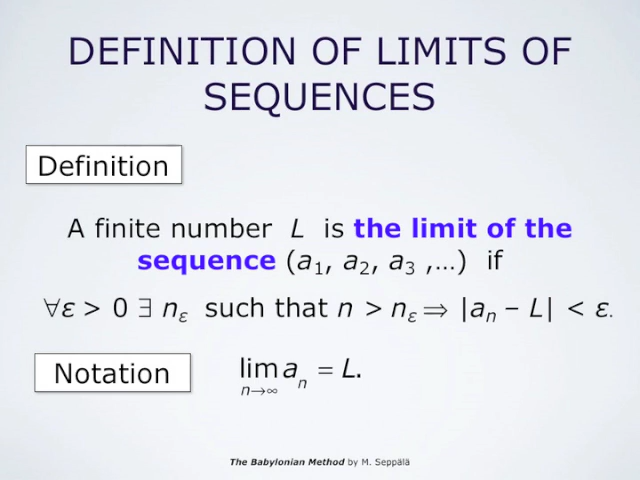 DEFINITION OF LIMITS OF
SEQUENCES
Definition
A finite number L is the limit of the
sequence (a₁, a₂, a₃ ,…) if
∀ε > 0 ∃ nε such that n > nε ⇒ |aₙ – L| < ε.
Notation
lim aₙ = L.
n→∞
The Babylonian Method by M. Seppälä